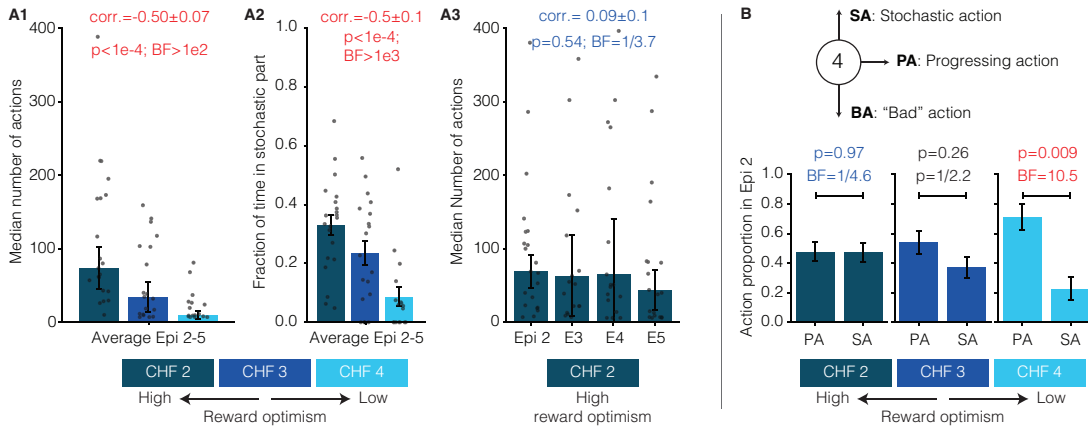 A1
corr.=-0.50±0.07
p<1e-4; BF>1e2
Median number of actions
400
300
200
100
0
Average Epi 2-5
A2
corr.=-0.5±0.1
p<1e-4;
BF>1e3
Fraction of time in stochastic part
1.0
0.8
0.6
0.4
0.2
0.0
Average Epi 2-5
CHF 2
CHF 3
CHF 4
High
Low
Reward optimism
A3
corr.= 0.09±0.1
p=0.54; BF=1/3.7
Median Number of actions
400
300
200
100
0
Epi 2
E3
E4
E5
CHF 2
High
reward optimism
B
SA: Stochastic action
4
PA: Progressing action
BA: “Bad” action
Action proportion in Epi 2
1.0
0.8
0.6
0.4
0.2
0.0
p=0.97
BF=1/4.6
p=0.26
p=1/2.2
p=0.009
BF=10.5
PA
SA
PA
SA
PA
SA
CHF 2
CHF 3
CHF 4
High
Low
Reward optimism